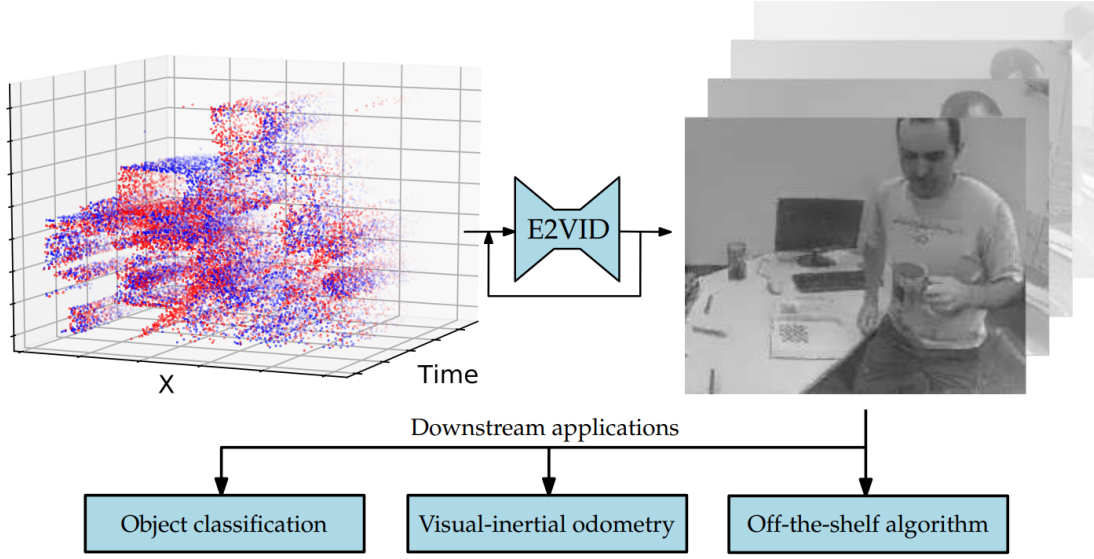 E2VID
Time
X
Downstream applications
Object classification
Visual-inertial odometry
Off-the-shelf algorithm